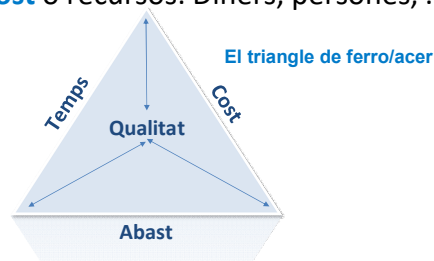 ost o recursos: Diners, persones, .
El triangle de ferro/acer
Temps
Cost
Qualitat
Abast